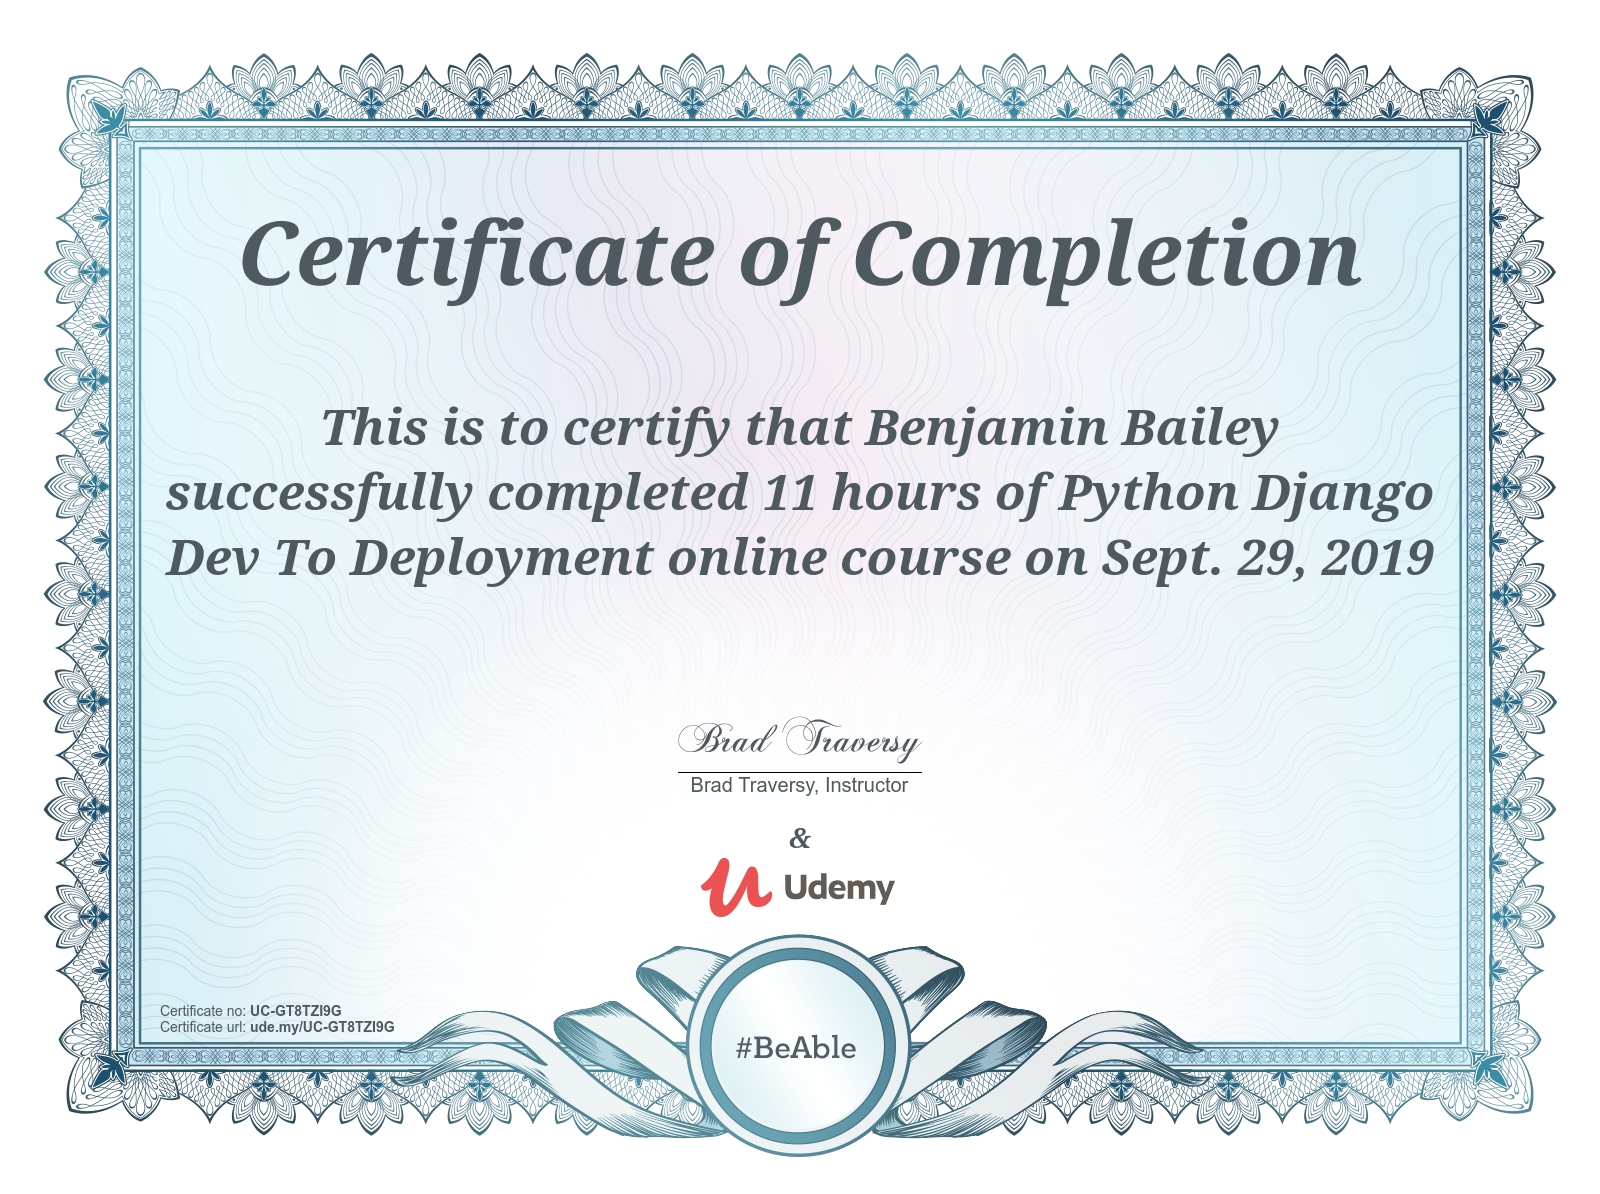 Certificate of Completion
This is to certify that Benjamin Bailey
successfully completed 11 hours of Python Django
Dev To Deployment online course on Sept. 29, 2019
Brad Traversy
Brad Traversy, Instructor
&
Udemy
Certificate no: UC-GT8TZI9G
Certificate url: ude.my/UC-GT8TZI9G
#BeAble